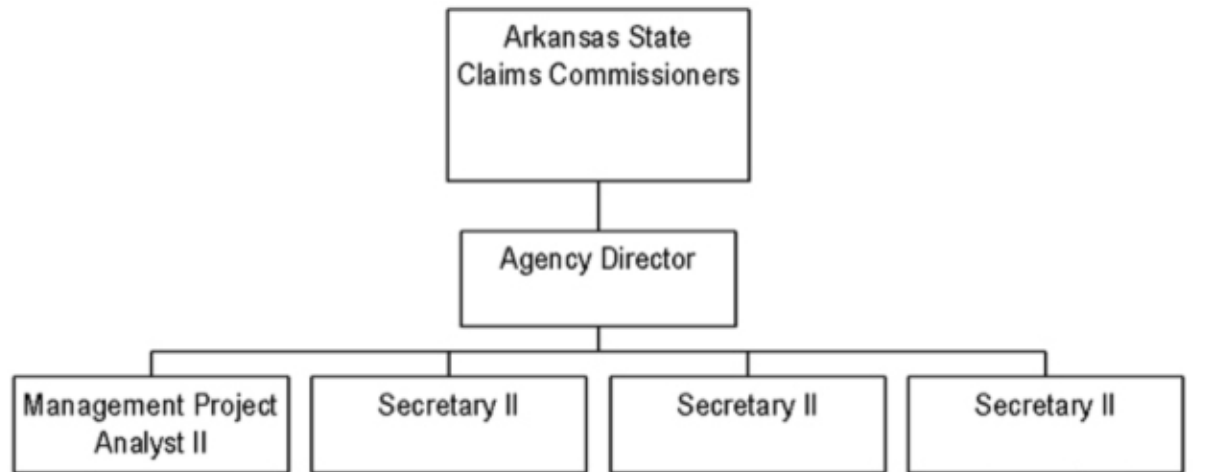 Arkansas State
Claims Commissioners
Agency Director
Management Project
Analyst II
Secretary II
Secretary II
Secretary II